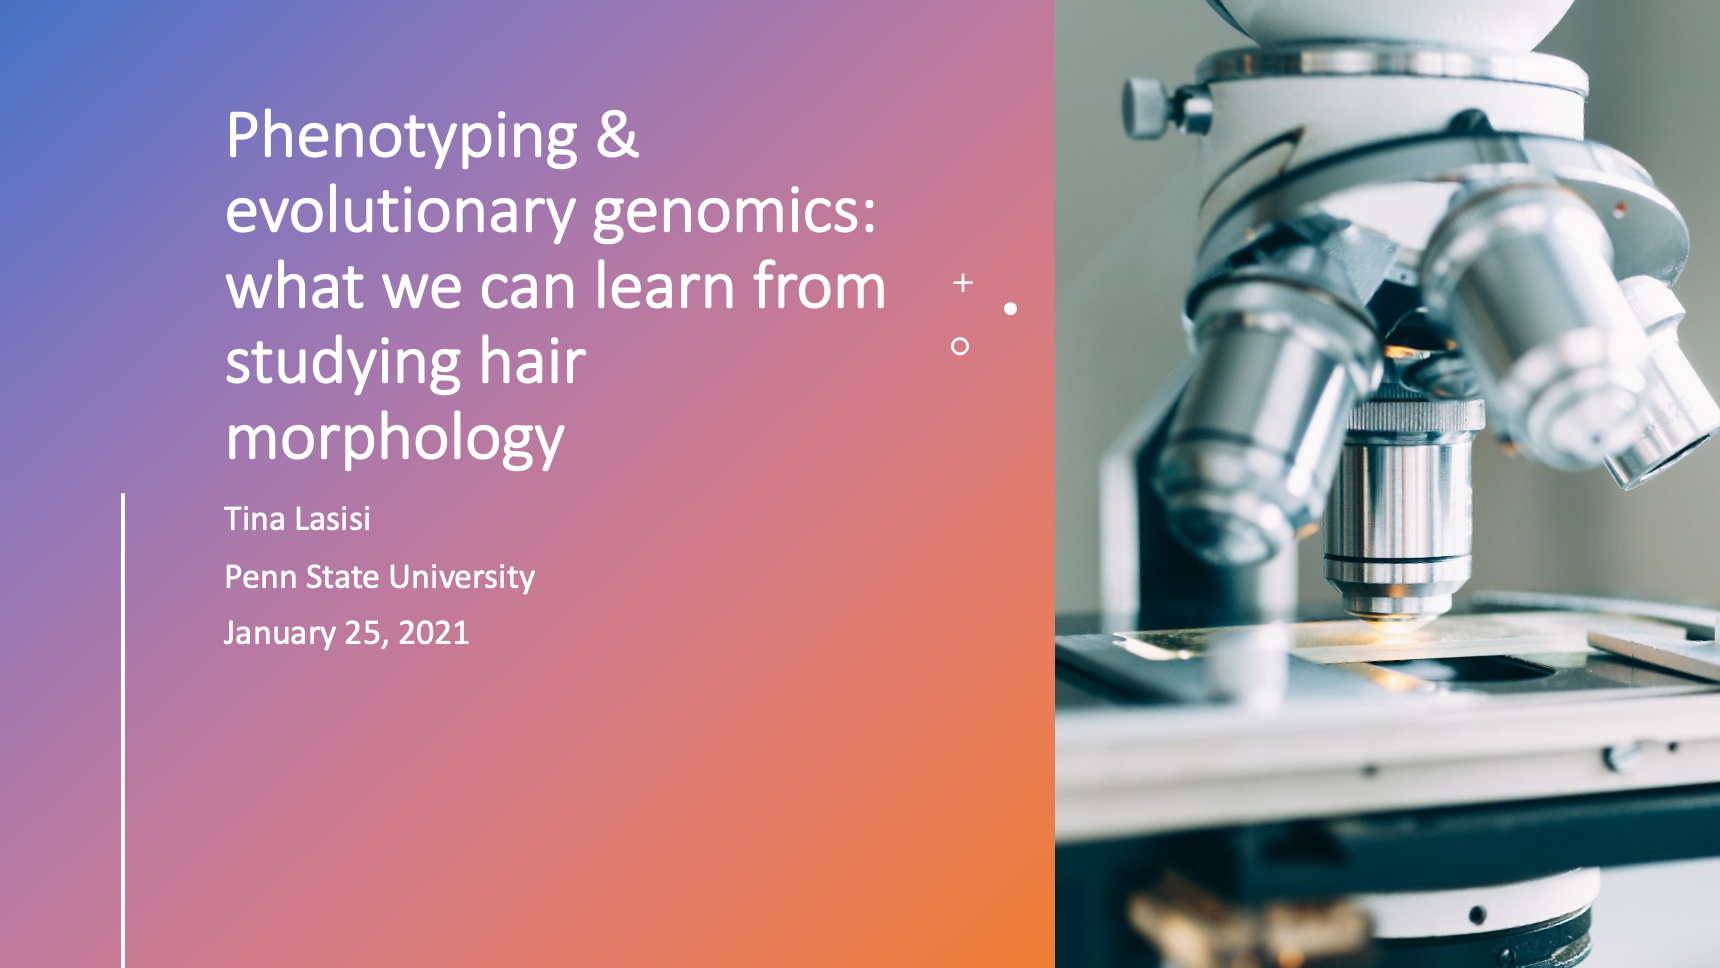 Phenotyping &
evolutionary genomics:
what we can learn from
studying hair
morphology
Tina Lasisi
Penn State University
January 25, 2021